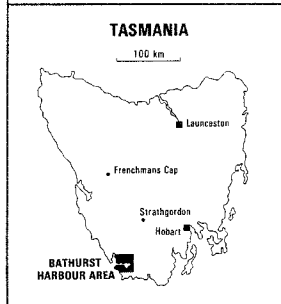 TASMANIA
100 km
Launceston
Frenchmans Cap
Strathgordon
Hobart
BATHURST
HARBOUR AREA